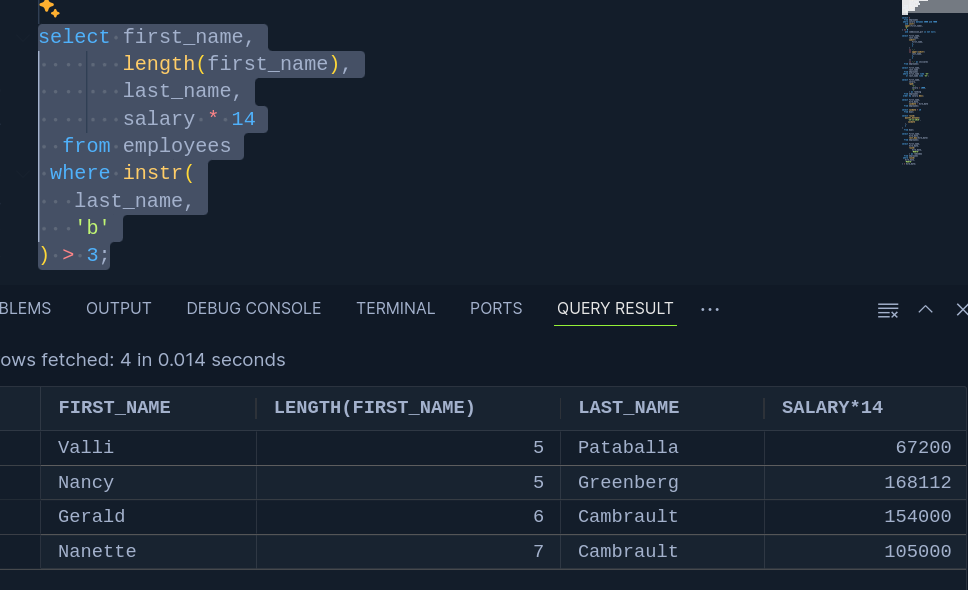 select first_name,
length(first_name),
last_name,
salary * 14
from employees
where instr(
last_name,
'b'
) > 3;
BLEMS OUTPUT DEBUG CONSOLE TERMINAL PORTS QUERY RESULT ...
ows fetched: 4 in 0.014 seconds
FIRST_NAME LENGTH(FIRST_NAME) LAST_NAME SALARY*14
Valli 5 Pataballa 67200
Nancy 5 Greenberg 168112
Gerald 6 Cambrault 154000
Nanette 7 Cambrault 105000